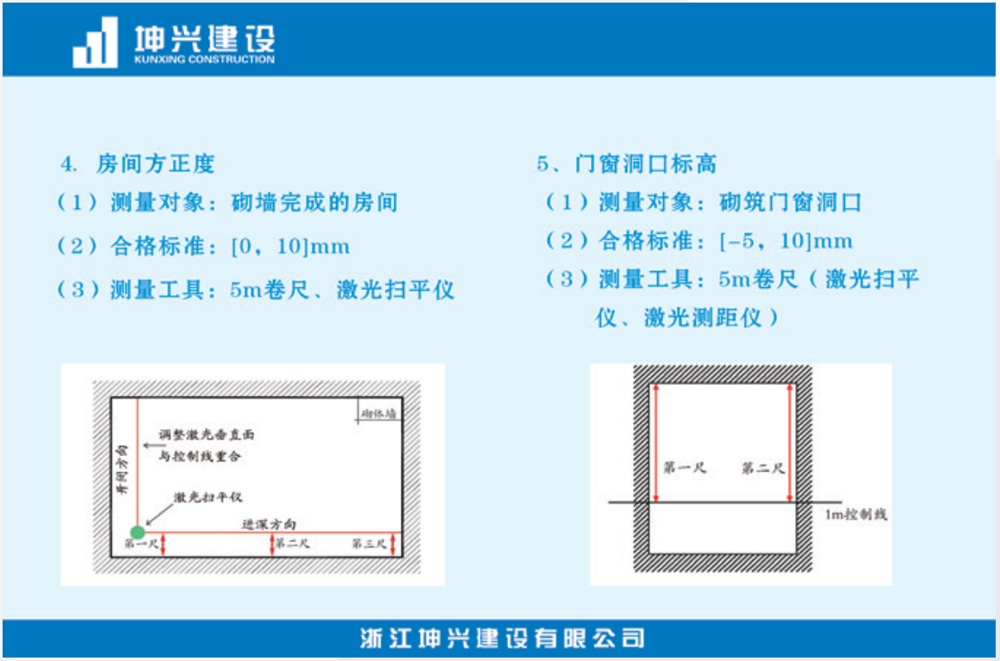 坤兴建设
KUNXING CONSTRUCTION
4. 房间方正度
（1）测量对象：砌墙完成的房间
（2）合格标准：[0，10]mm
（3）测量工具：5m卷尺、激光扫平仪
5、门窗洞口标高
（1）测量对象：砌筑门窗洞口
（2）合格标准：[-5，10]mm
（3）测量工具：5m卷尺（激光扫平
仪、激光测距仪）
砌体墙
调整激光垂直面
与控制线重合
开间方向
激光扫平仪
进深方向
第一尺
第二尺
第三尺
第一尺
第二尺
1m控制线
浙江坤兴建设有限公司